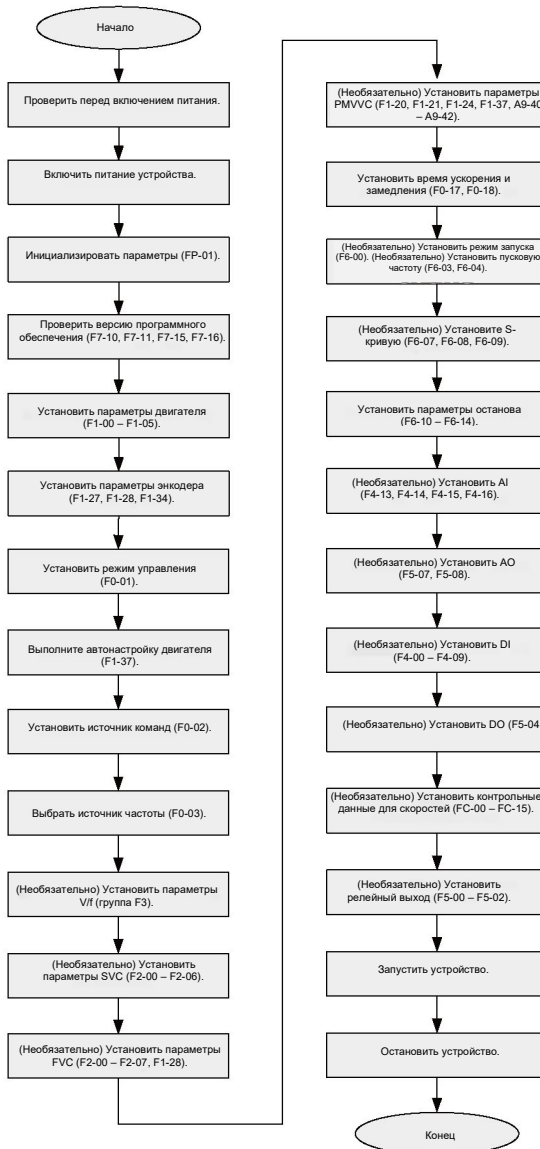 Начало
Проверить перед включением питания.
Включить питание устройства.
Инициализировать параметры (FP-01).
Проверить версию программного
обеспечения (F7-10, F7-11, F7-15, F7-16).
Установить параметры двигателя
(F1-00 – F1-05).
Установить параметры энкодера
(F1-27, F1-28, F1-34).
Установить режим управления
(F0-01).
Выполните автонастройку двигателя
(F1-37).
Установить источник команд (F0-02).
Выбрать источник частоты (F0-03).
(Необязательно) Установить параметры
V/f (группа F3).
(Необязательно) Установить
параметры SVC (F2-00 – F2-06).
(Необязательно) Установить параметры
FVC (F2-00 – F2-07, F1-28).
(Необязательно) Установить параметры
PMVVC (F1-20, F1-21, F1-24, F1-37, A9-40
– A9-42).
Установить время ускорения и
замедления (F0-17, F0-18).
(Необязательно) Установить режим запуска
(F6-00). (Необязательно) Установить пусковую
частоту (F6-03, F6-04).
(Необязательно) Установите S-
кривую (F6-07, F6-08, F6-09).
Установить параметры останова
(F6-10 – F6-14).
(Необязательно) Установить AI
(F4-13, F4-14, F4-15, F4-16).
(Необязательно) Установить AO
(F5-07, F5-08).
(Необязательно) Установить DI
(F4-00 – F4-09).
(Необязательно) Установить DO (F5-04
(Необязательно) Установить контрольные
данные для скоростей (FC-00 – FC-15).
(Необязательно) Установить
релейный выход (F5-00 – F5-02).
Запустить устройство.
Остановить устройство.
Конец